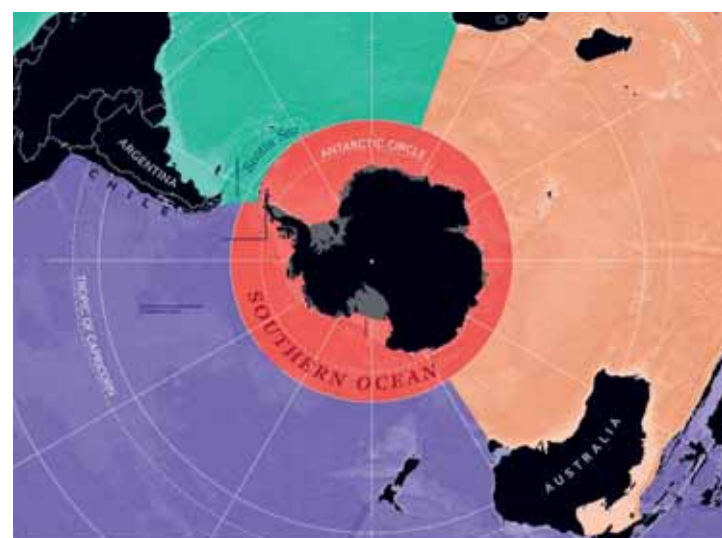 Scotia Sea
ANTARCTIC CIRCLE
ARGENTINA
CHILE
TROPIC OF CAPRICORN
SOUTHERN OCEAN
AUSTRALIA